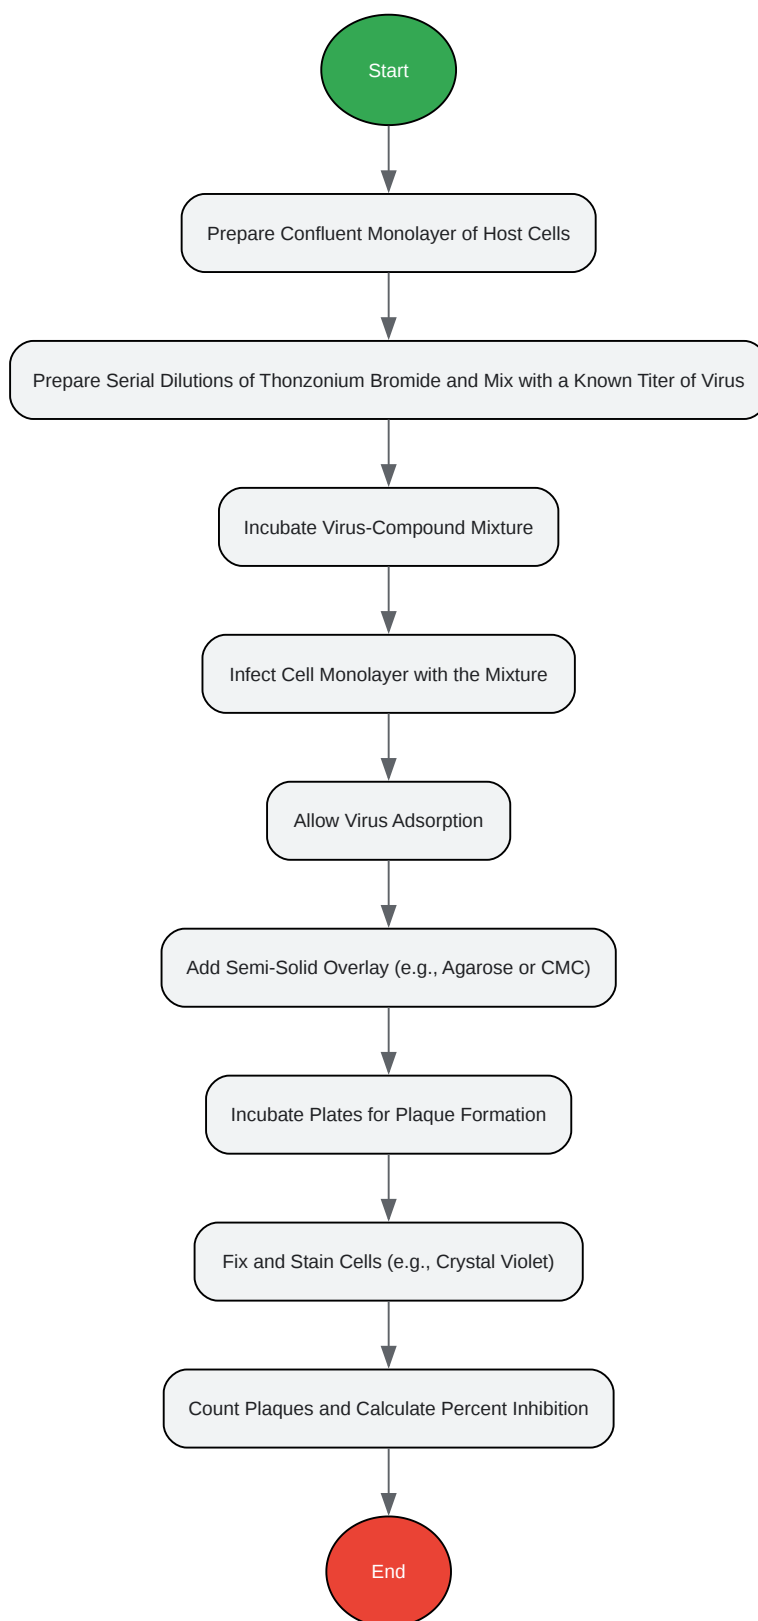 Start
Prepare Confluent Monolayer of Host Cells
Prepare Serial Dilutions of Thonzonium Bromide and Mix with a Known Titer of Virus
Incubate Virus-Compound Mixture
Infect Cell Monolayer with the Mixture
Allow Virus Adsorption
Add Semi-Solid Overlay (e.g., Agarose or CMC)
Incubate Plates for Plaque Formation
Fix and Stain Cells (e.g., Crystal Violet)
Count Plaques and Calculate Percent Inhibition
End